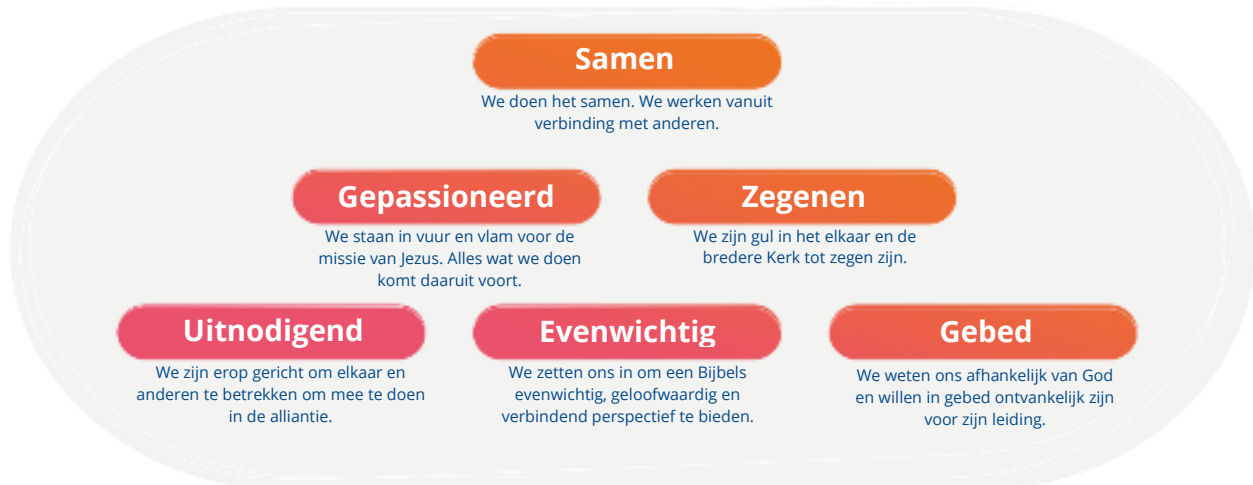 Samen
We doen het samen. We werken vanuit
verbinding met anderen.
Gepassioneerd
We staan in vuur en vlam voor de
missie van Jezus. Alles wat we doen
komt daaruit voort.
Zegenen
We zijn gul in het elkaar en de
bredere Kerk tot zegen zijn.
Uitnodigend
We zijn erop gericht om elkaar en
anderen te betrekken om mee te doen
in de alliantie.
Evenwichtig
We zetten ons in om een Bijbels
evenwichtig, geloofwaardig en
verbindend perspectief te bieden.
Gebed
We weten ons afhankelijk van God
en willen in gebed ontvankelijk zijn
voor zijn leiding.